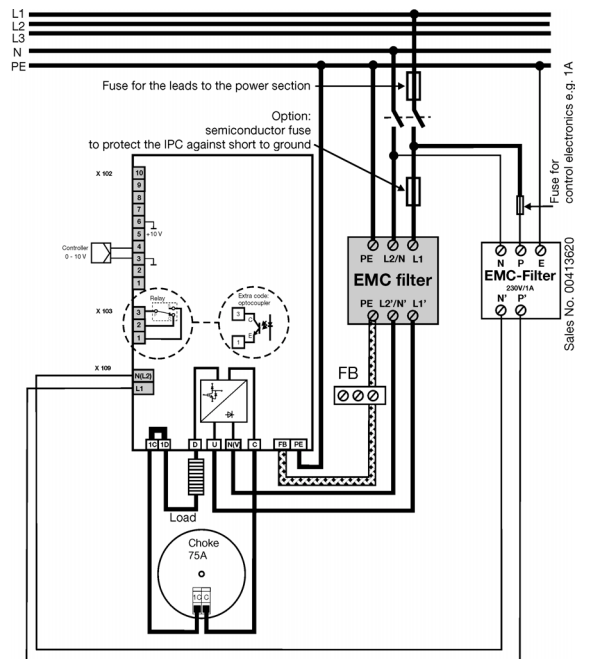 L1
L2
L3
N
PE
Fuse for the leads to the power section
Option:
semiconductor fuse
to protect the IPC against short to ground
Fuse for
control electronics e.g. 1A
X 102
10
9
8
7
6
5
+10 V
4
3
2
1
Controller
0 - 10 V
X 103
3
2
1
Relay
Extra code:
optocoupler
3
C
E
1
X 109
N(L2)
L1
PE L2/N L1
EMC filter
PE L2'/N' L1'
N P E
EMC-Filter
230V/1A
N' P'
Sales No. 00413620
FB
1C 1D D U N(V) C FB PE
Load
Choke
75A
1C C